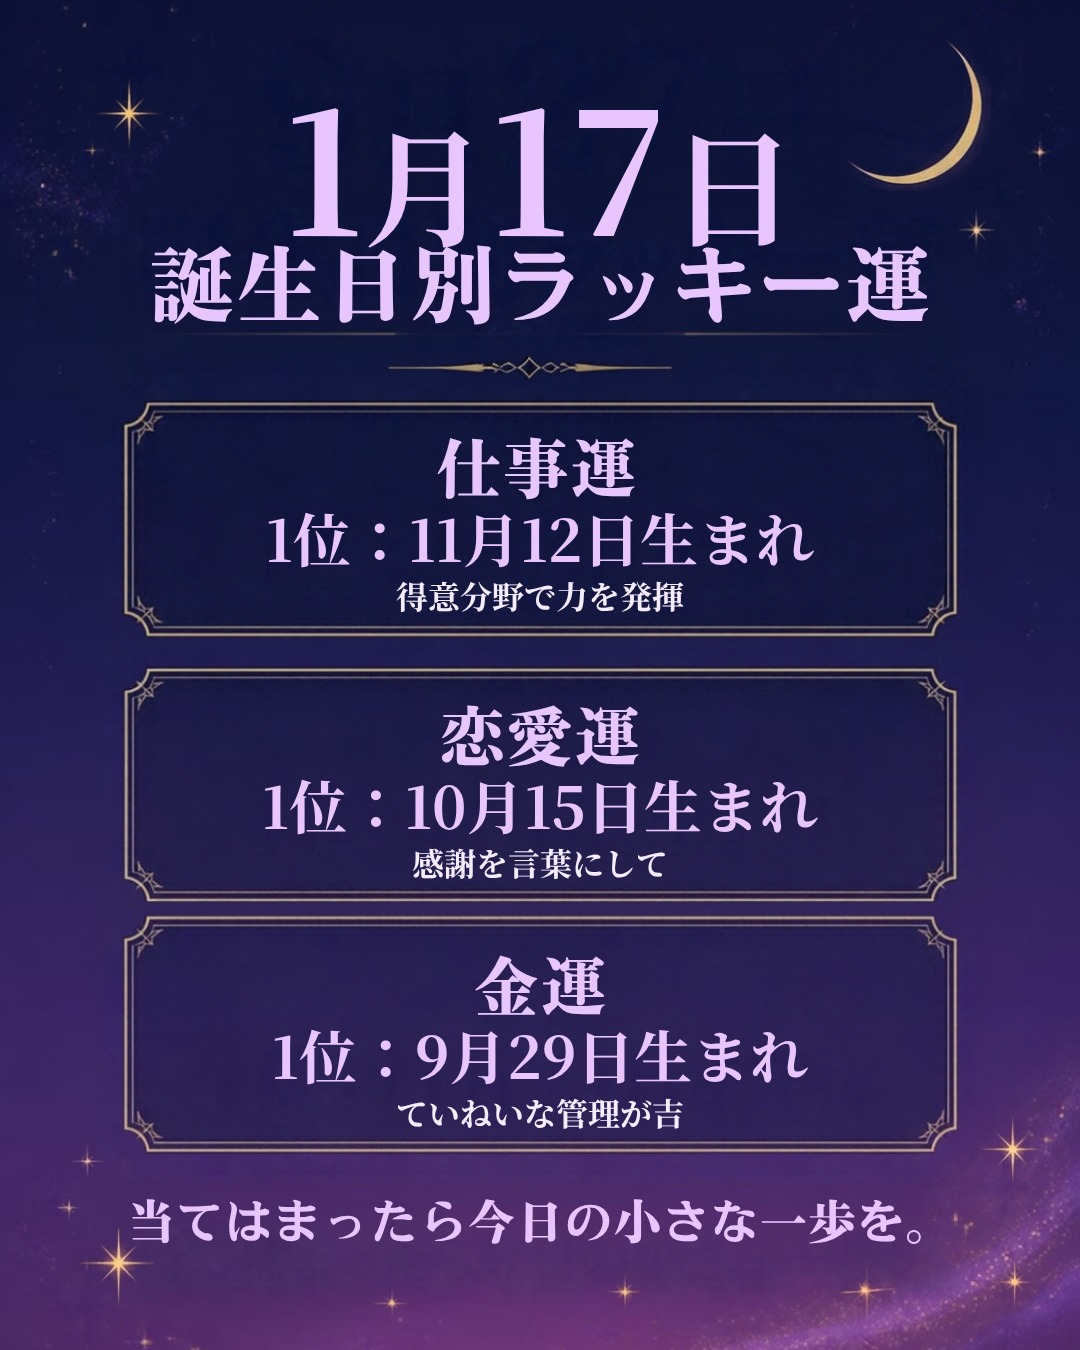 1月17日
誕生日別ラッキー運
仕事運
1位：11月12日生まれ
得意分野で力を発揮
恋愛運
1位：10月15日生まれ
感謝を言葉にして
金運
1位：9月29日生まれ
ていねいな管理が吉
当てはまったら今日の小さな一歩を。